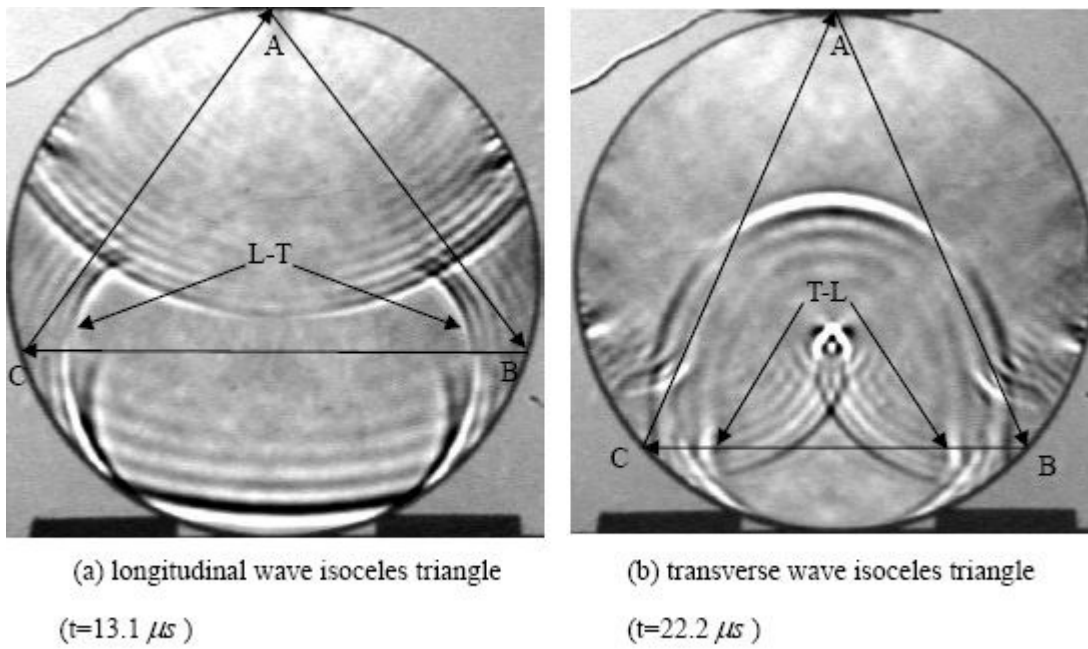 A
L-T
C
B
A
T-L
C
B
(a) longitudinal wave isoceles triangle
(t=13.1 μs )
(b) transverse wave isoceles triangle
(t=22.2 μs )